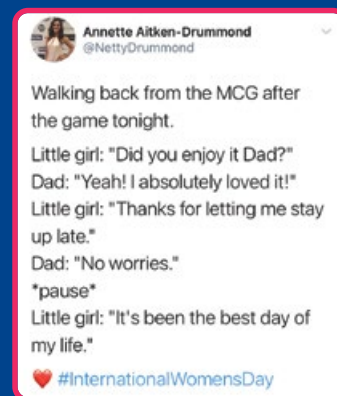 Annette Aitken-Drummond
@NettyDrummond
Walking back from the MCG after
the game tonight.
Little girl: "Did you enjoy it Dad?"
Dad: "Yeah! I absolutely loved it!"
Little girl: "Thanks for letting me stay
up late."
Dad: "No worries."
*pause*
Little girl: "It's been the best day of
my life."
❤️ #InternationalWomensDay